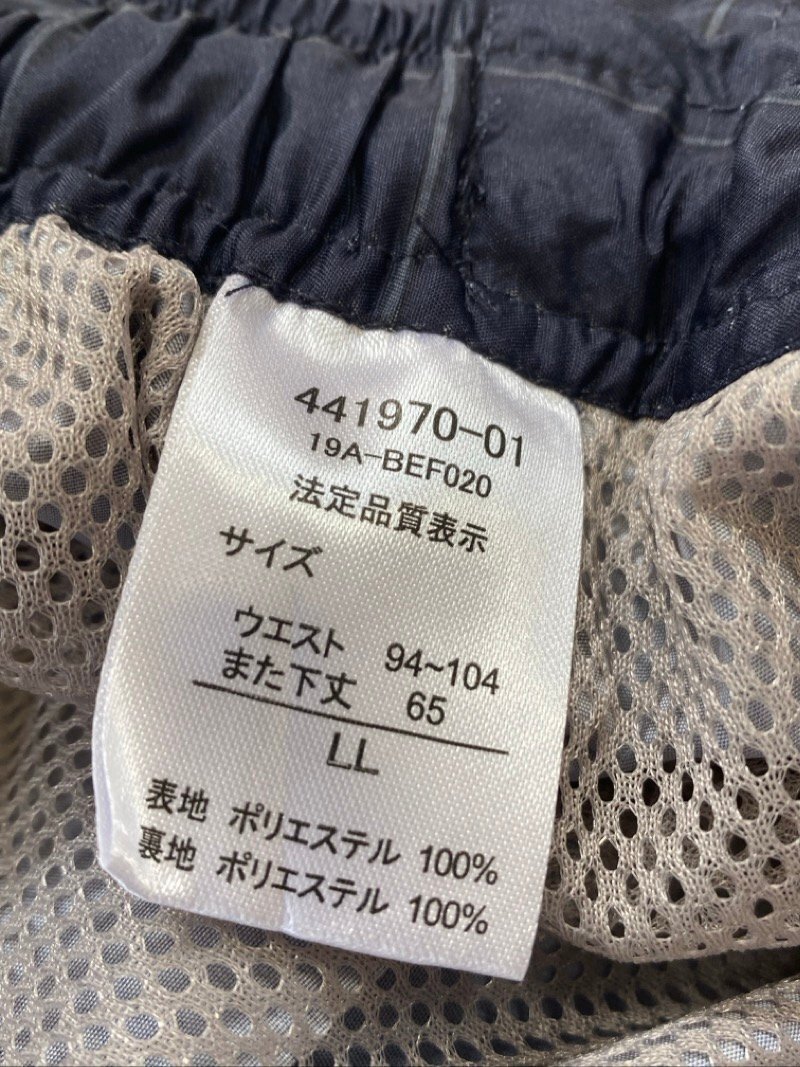 441970-01
19A-BEF020
法定品質表示
サイズ
ウエスト 94~104
また下丈 65
LL
表地 ポリエステル 100%
裏地 ポリエステル 100%